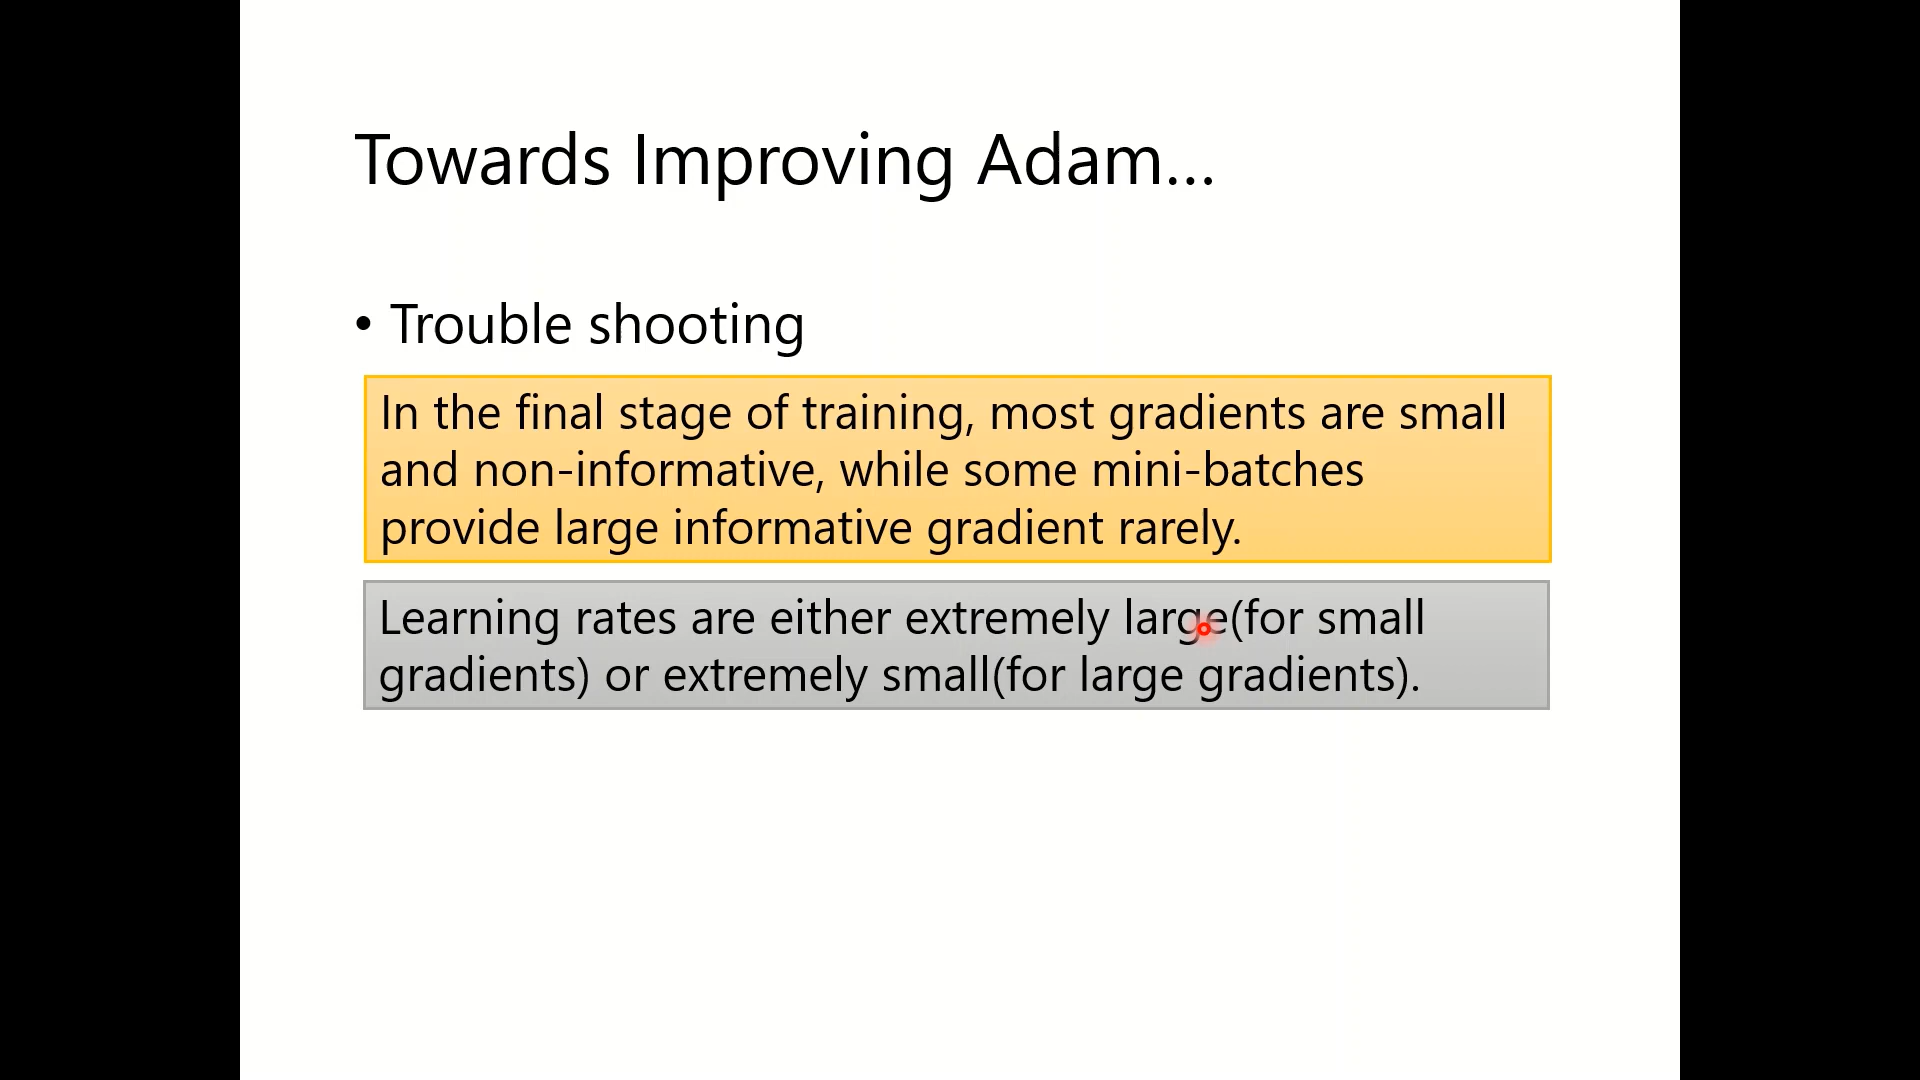 Towards Improving Adam…
• Trouble shooting
In the final stage of training, most gradients are small
and non-informative, while some mini-batches
provide large informative gradient rarely.
Learning rates are either extremely large(for small
gradients) or extremely small(for large gradients).